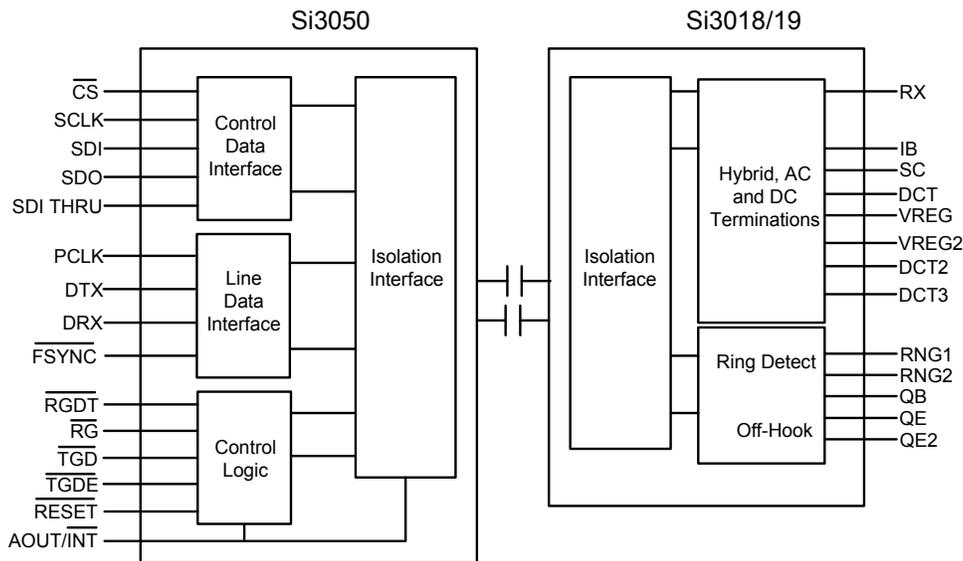 Si3050
Si3018/19
CS
SCLK
SDI
SDO
SDI THRU
PCLK
DTX
DRX
FSYNC
RGDT
RG
TGD
TGDE
RESET
AOUT/INT
Control
Data
Interface
Line
Data
Interface
Control
Logic
Isolation
Interface
Isolation
Interface
Hybrid, AC
and DC
Terminations
Ring Detect
Off-Hook
RX
IB
SC
DCT
VREG
VREG2
DCT2
DCT3
RNG1
RNG2
QB
QE
QE2